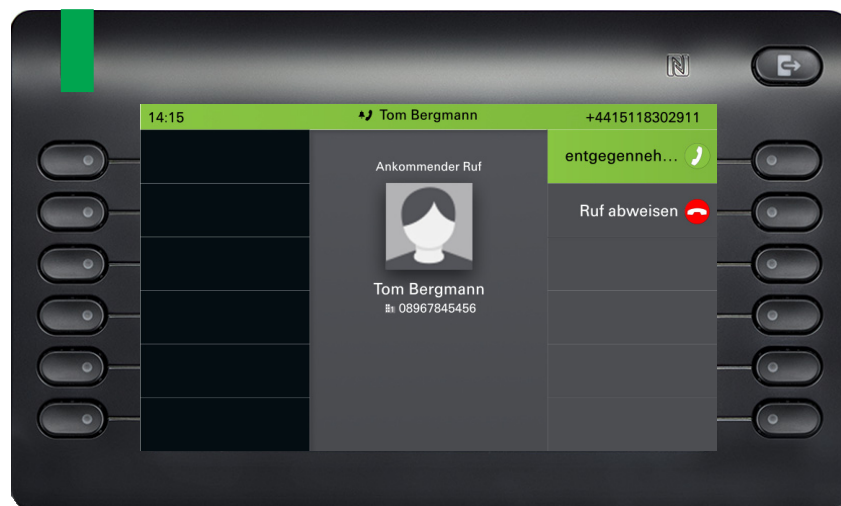 14:15
Tom Bergmann
+4415118302911
Ankommender Ruf
entgegenneh...
Ruf abweisen
Tom Bergmann
08967845456